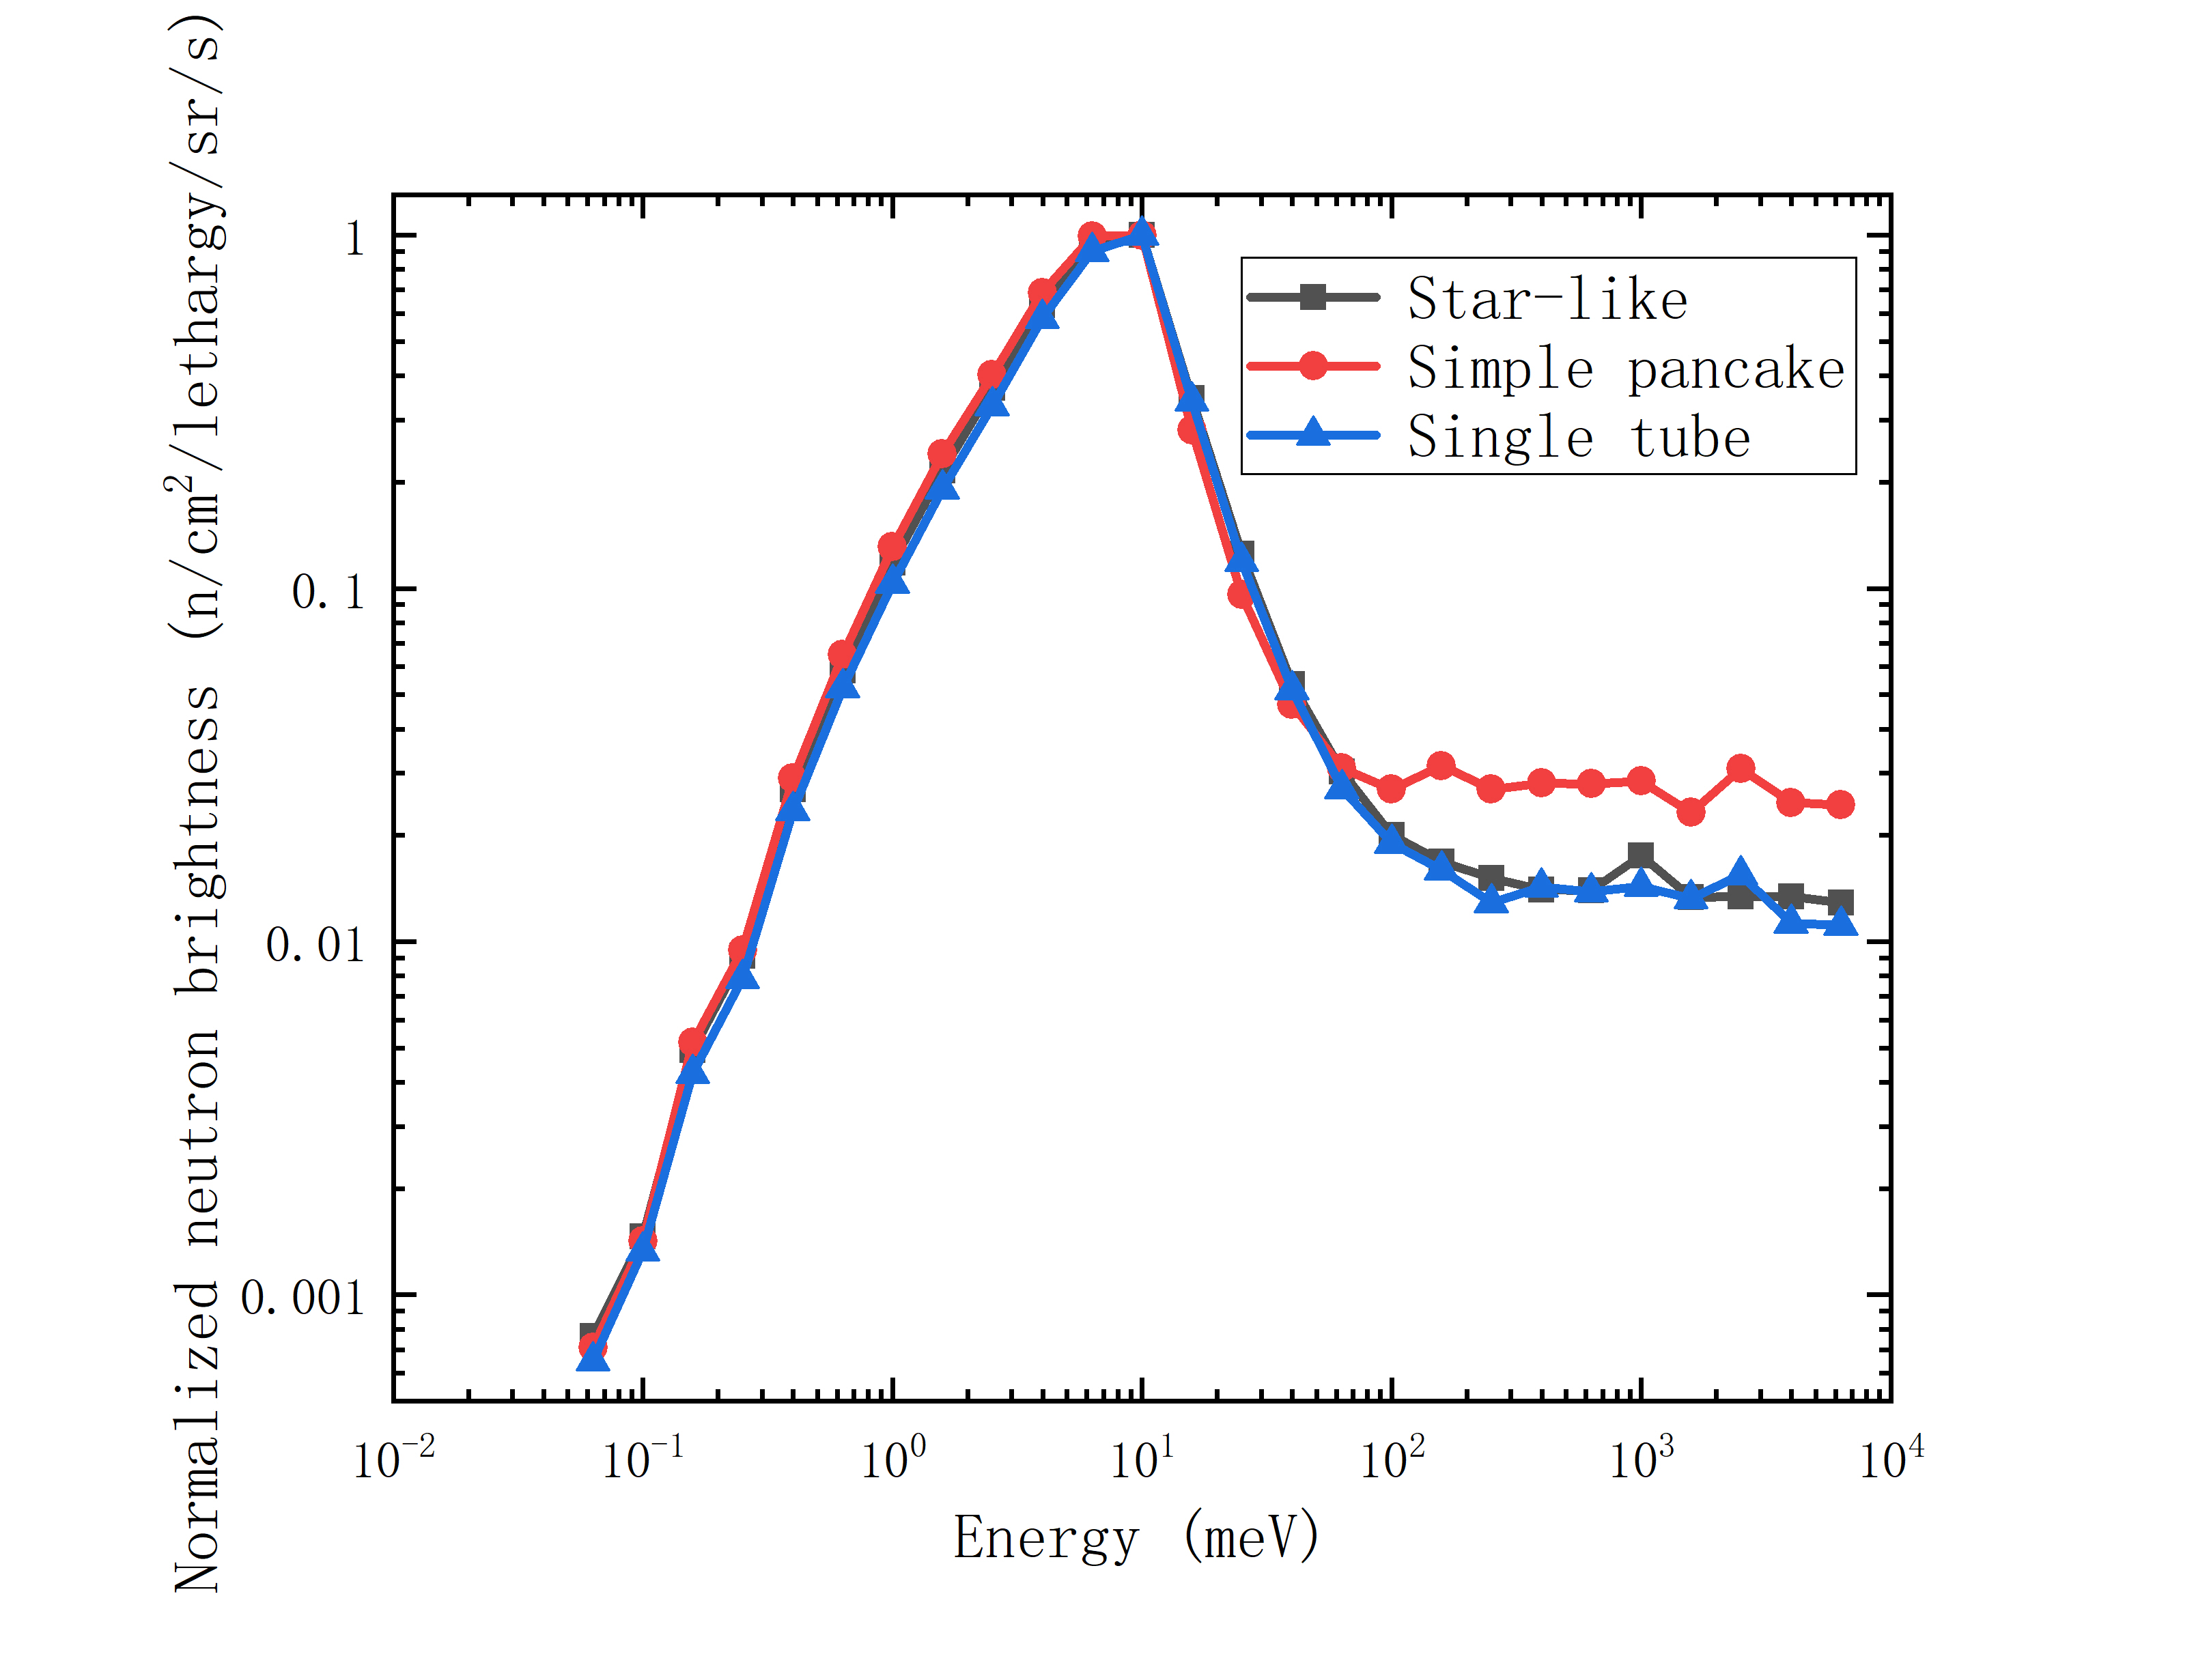 Normalized neutron brightness (n/cm²/lethargy/sr/s)
1
0.1
0.01
0.001
Star-like
Simple pancake
Single tube
10⁻² 10⁻¹ 10⁰ 10¹ 10² 10³ 10⁴
Energy (meV)